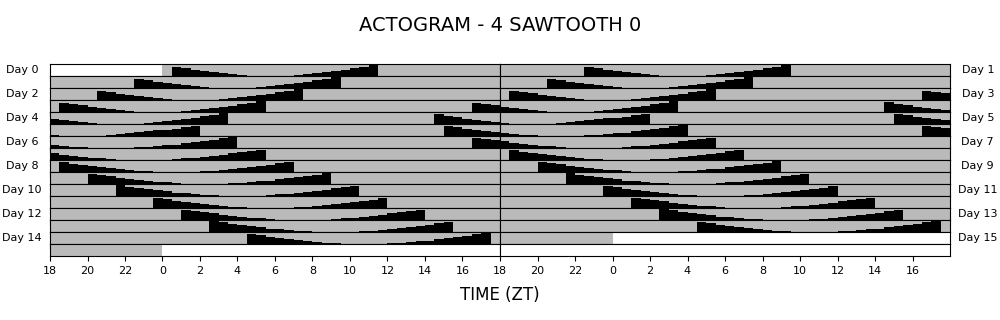 ACTOGRAM - 4 SAWTOOTH 0
Day 0 Day 1
Day 2 Day 3
Day 4 Day 5
Day 6 Day 7
Day 8 Day 9
Day 10 Day 11
Day 12 Day 13
Day 14 Day 15
18 20 22 0 2 4 6 8 10 12 14 16 18 20 22 0 2 4 6 8 10 12 14 16
TIME (ZT)